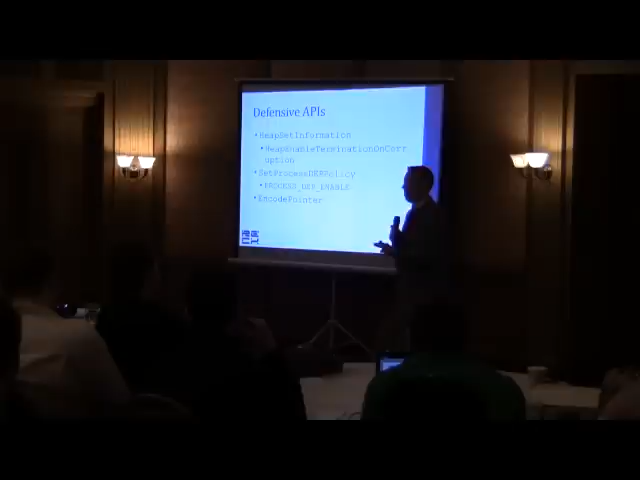 Defensive APIs
•HeapSetInformation
•HeapEnableTerminationOnCorr
uption
•SetProcessDEPPolicy
•PROCESS_DEP_ENABLE
•EncodePointer